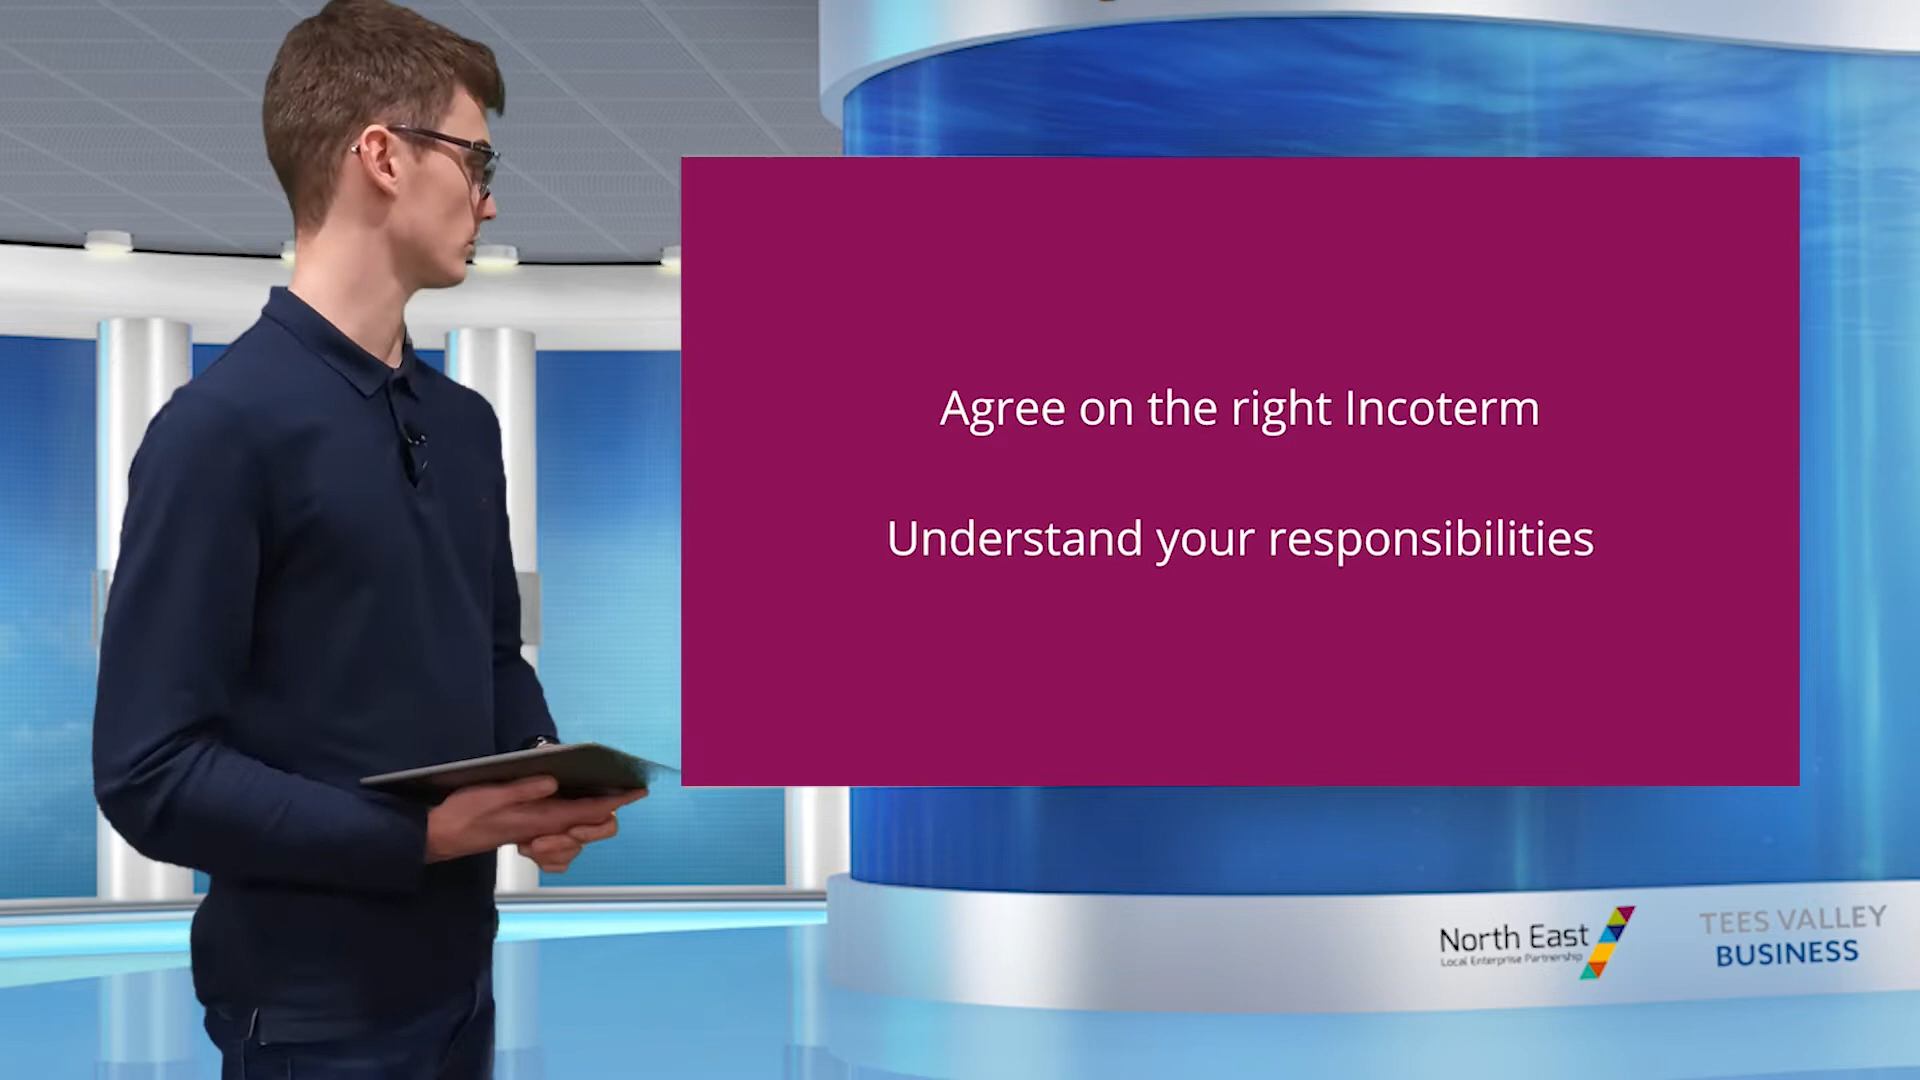 Agree on the right Incoterm
Understand your responsibilities
North East
Local Enterprise Partnership
TEES VALLEY
BUSINESS